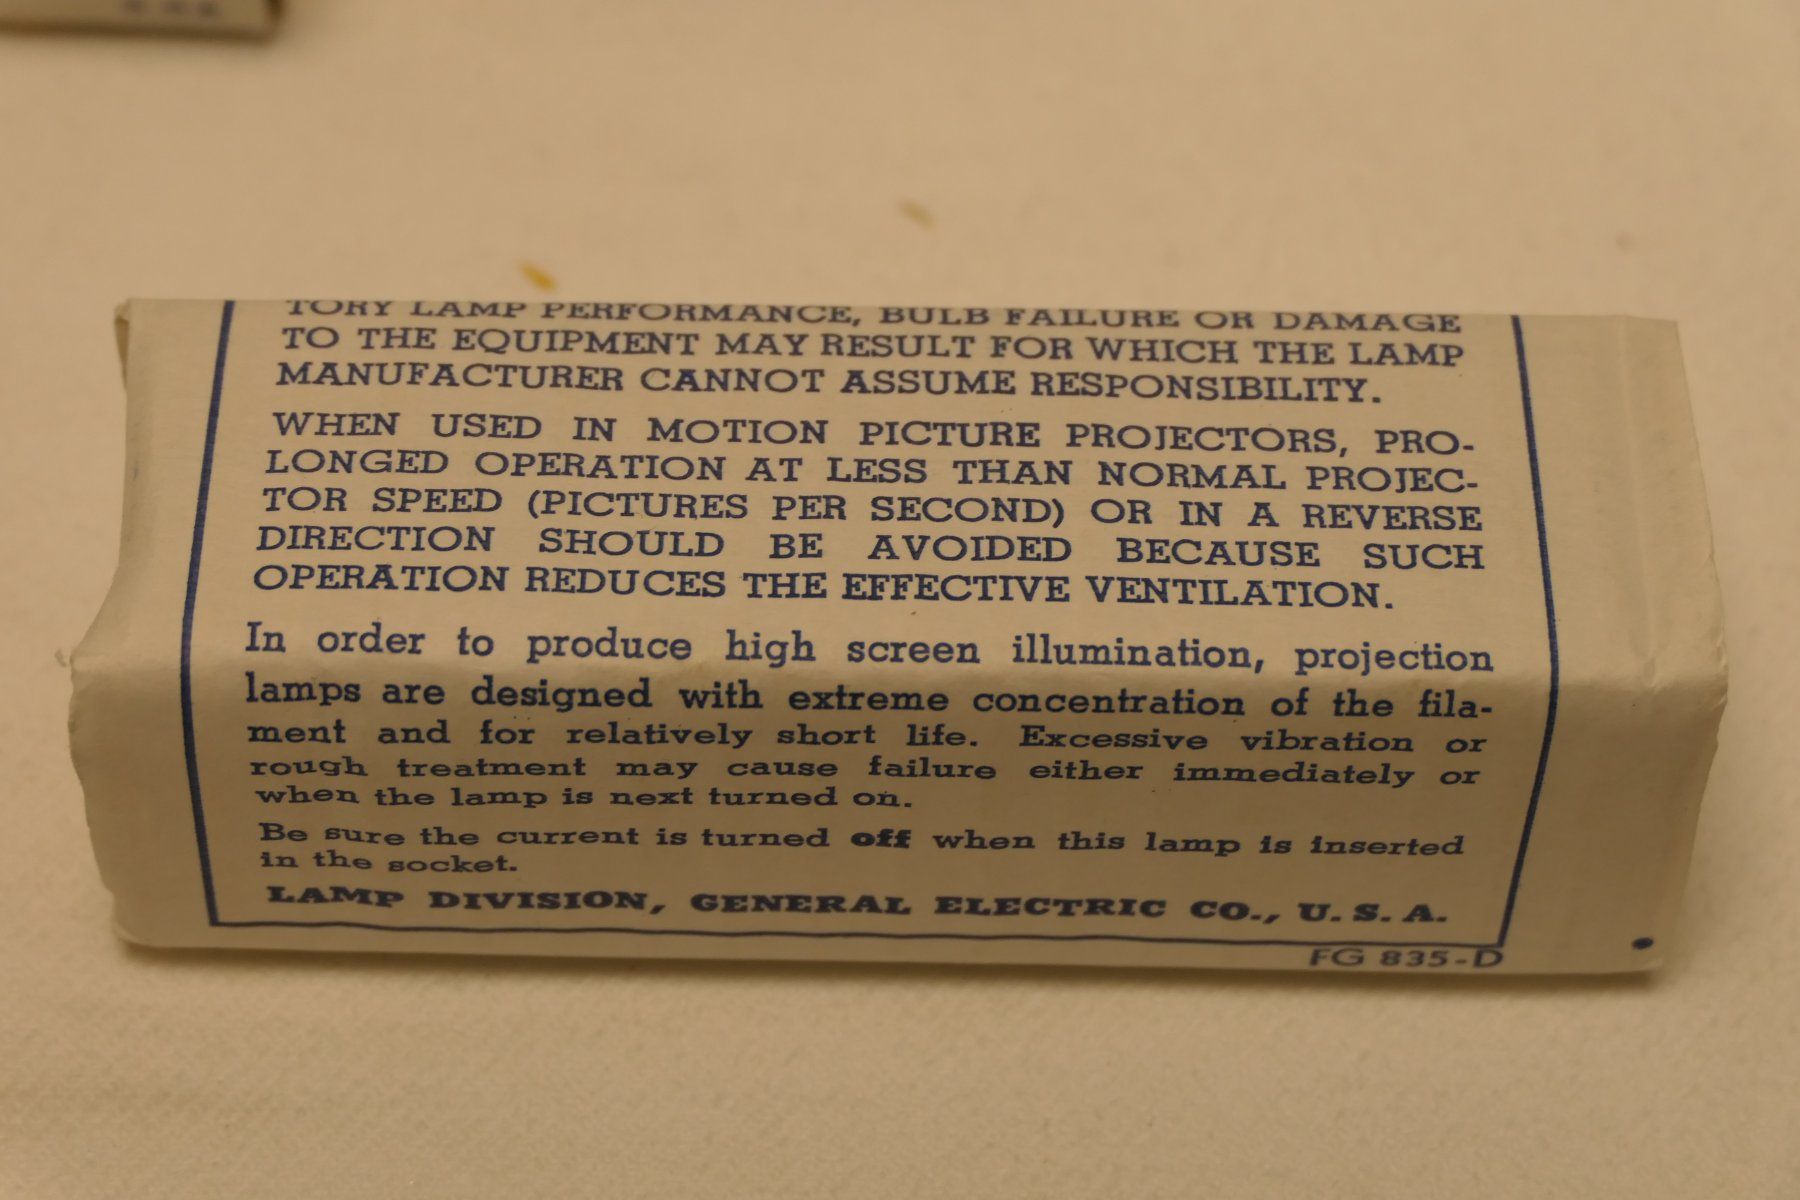 TORY LAMP PERFORMANCE, BULB FAILURE OR DAMAGE
TO THE EQUIPMENT MAY RESULT FOR WHICH THE LAMP
MANUFACTURER CANNOT ASSUME RESPONSIBILITY.
WHEN USED IN MOTION PICTURE PROJECTORS, PRO-
LONGED OPERATION AT LESS THAN NORMAL PROJEC-
TOR SPEED (PICTURES PER SECOND) OR IN A REVERSE
DIRECTION SHOULD BE AVOIDED BECAUSE SUCH
OPERATION REDUCES THE EFFECTIVE VENTILATION.
In order to produce high screen illumination, projection
lamps are designed with extreme concentration of the fila-
ment and for relatively short life. Excessive vibration or
rough treatment may cause failure either immediately or
when the lamp is next turned on.
Be sure the current is turned off when this lamp is inserted
in the socket.
LAMP DIVISION, GENERAL ELECTRIC CO., U. S. A.
FG 835-D